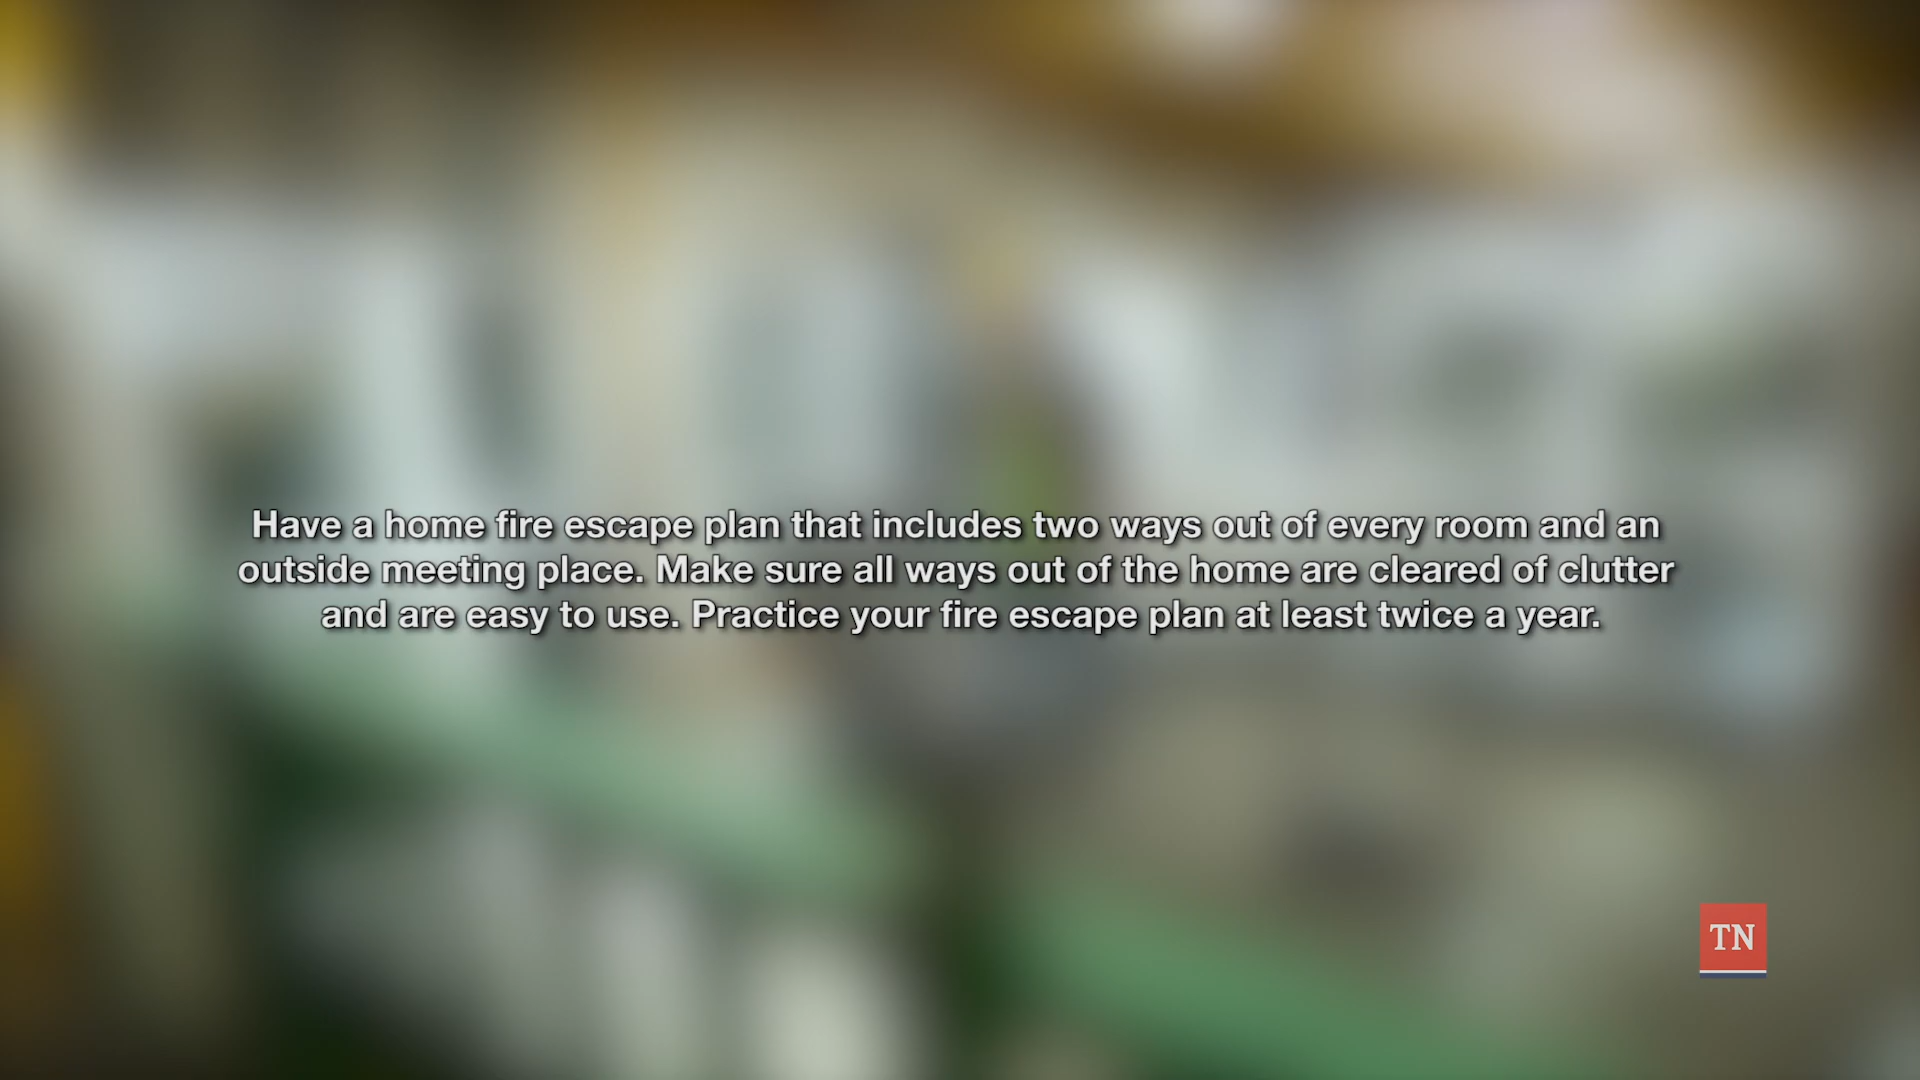 Have a home fire escape plan that includes two ways out of every room and an
outside meeting place. Make sure all ways out of the home are cleared of clutter
and are easy to use. Practice your fire escape plan at least twice a year.
TN